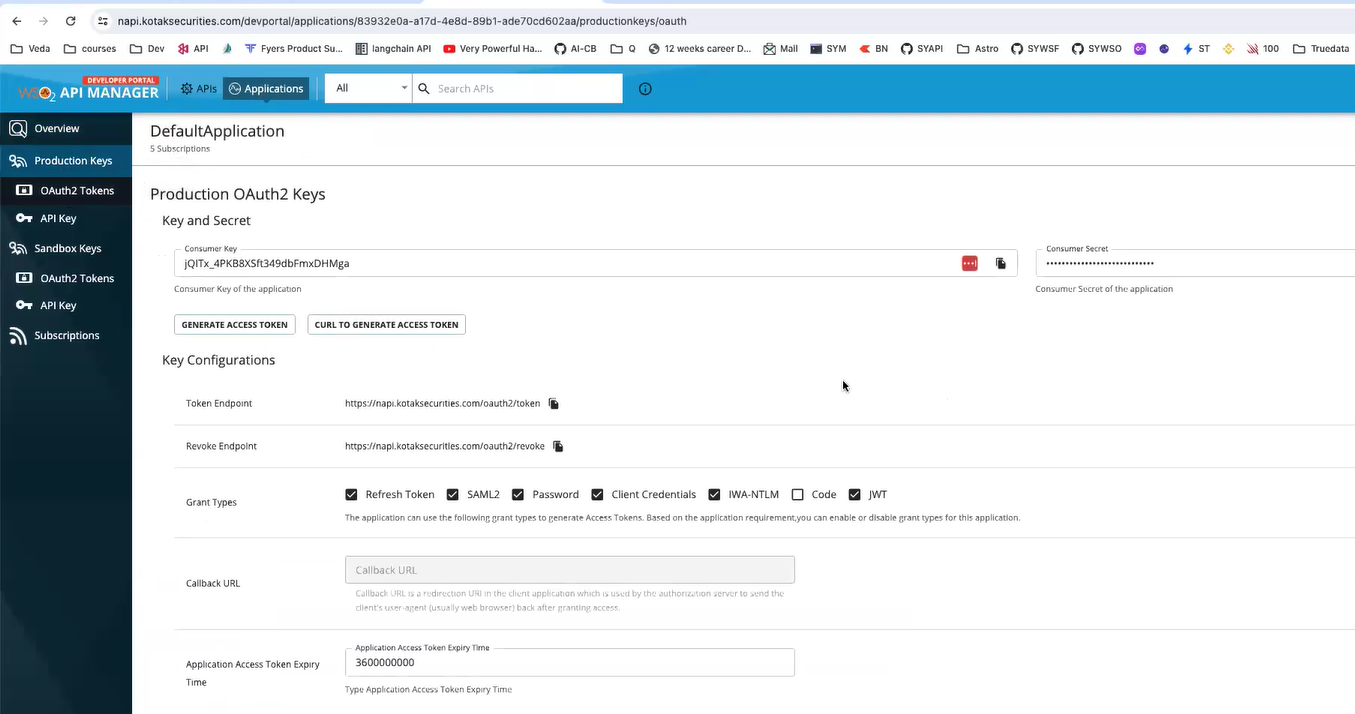 napi.kotaksecurities.com/devportal/applications/83932e0a-a17d-4e8d-89b1-ade70cd602aa/productionkeys/oauth
Veda courses Dev API Fyers Product Su... langchain API Very Powerful Ha... AI-CB Q 12 weeks career D... Mail SYM BN SYAPI Astro SYWSF SYWSO ST 100 Truedata
DEVELOPER PORTAL
WSO2 API MANAGER APIs Applications All Search APIs
Overview
Production Keys
OAuth2 Tokens
API Key
Sandbox Keys
OAuth2 Tokens
API Key
Subscriptions
DefaultApplication
5 Subscriptions
Production OAuth2 Keys
Key and Secret
Consumer Key
jQITx_4PKB8XSft349dbFmxDHMga
Consumer Key of the application
Consumer Secret
•••••••••••••••••••••••••••
Consumer Secret of the application
GENERATE ACCESS TOKEN CURL TO GENERATE ACCESS TOKEN
Key Configurations
Token Endpoint https://napi.kotaksecurities.com/oauth2/token
Revoke Endpoint https://napi.kotaksecurities.com/oauth2/revoke
Grant Types Refresh Token SAML2 Password Client Credentials IWA-NTLM Code JWT
The application can use the following grant types to generate Access Tokens. Based on the application requirement,you can enable or disable grant types for this application.
Callback URL Callback URL
Callback URL is a redirection URI in the client application which is used by the authorization server to send the
client's user-agent (usually web browser) back after granting access.
Application Access Token Expiry Time
Application Access Token Expiry Time
3600000000
Type Application Access Token Expiry Time